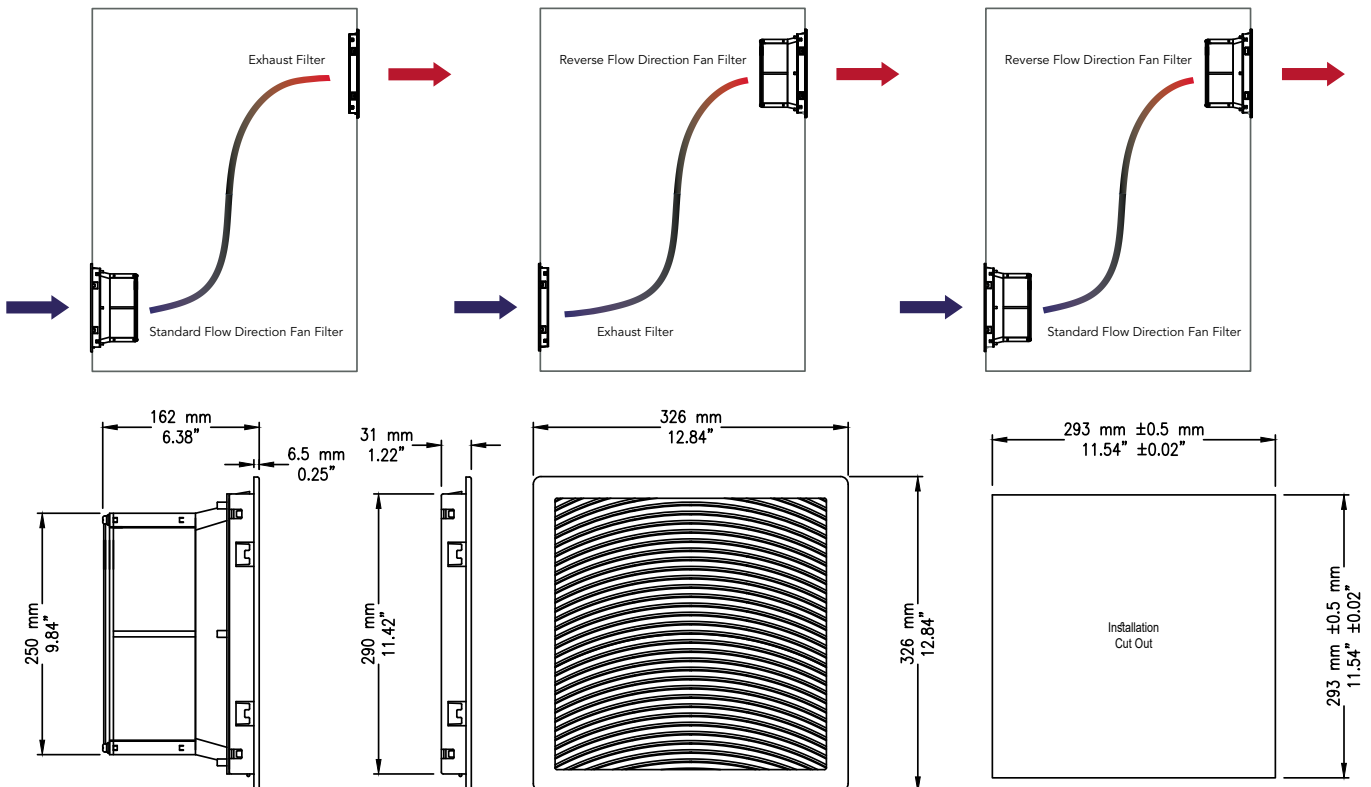 Exhaust Filter
Standard Flow Direction Fan Filter
Reverse Flow Direction Fan Filter
Exhaust Filter
Reverse Flow Direction Fan Filter
Standard Flow Direction Fan Filter
162 mm
6.38”
6.5 mm
0.25”
250 mm
9.84”
31 mm
1.22”
290 mm
11.42”
326 mm
12.84”
326 mm
12.84”
293 mm ±0.5 mm
11.54” ±0.02”
Installation
Cut Out
293 mm ±0.5 mm
11.54” ±0.02”